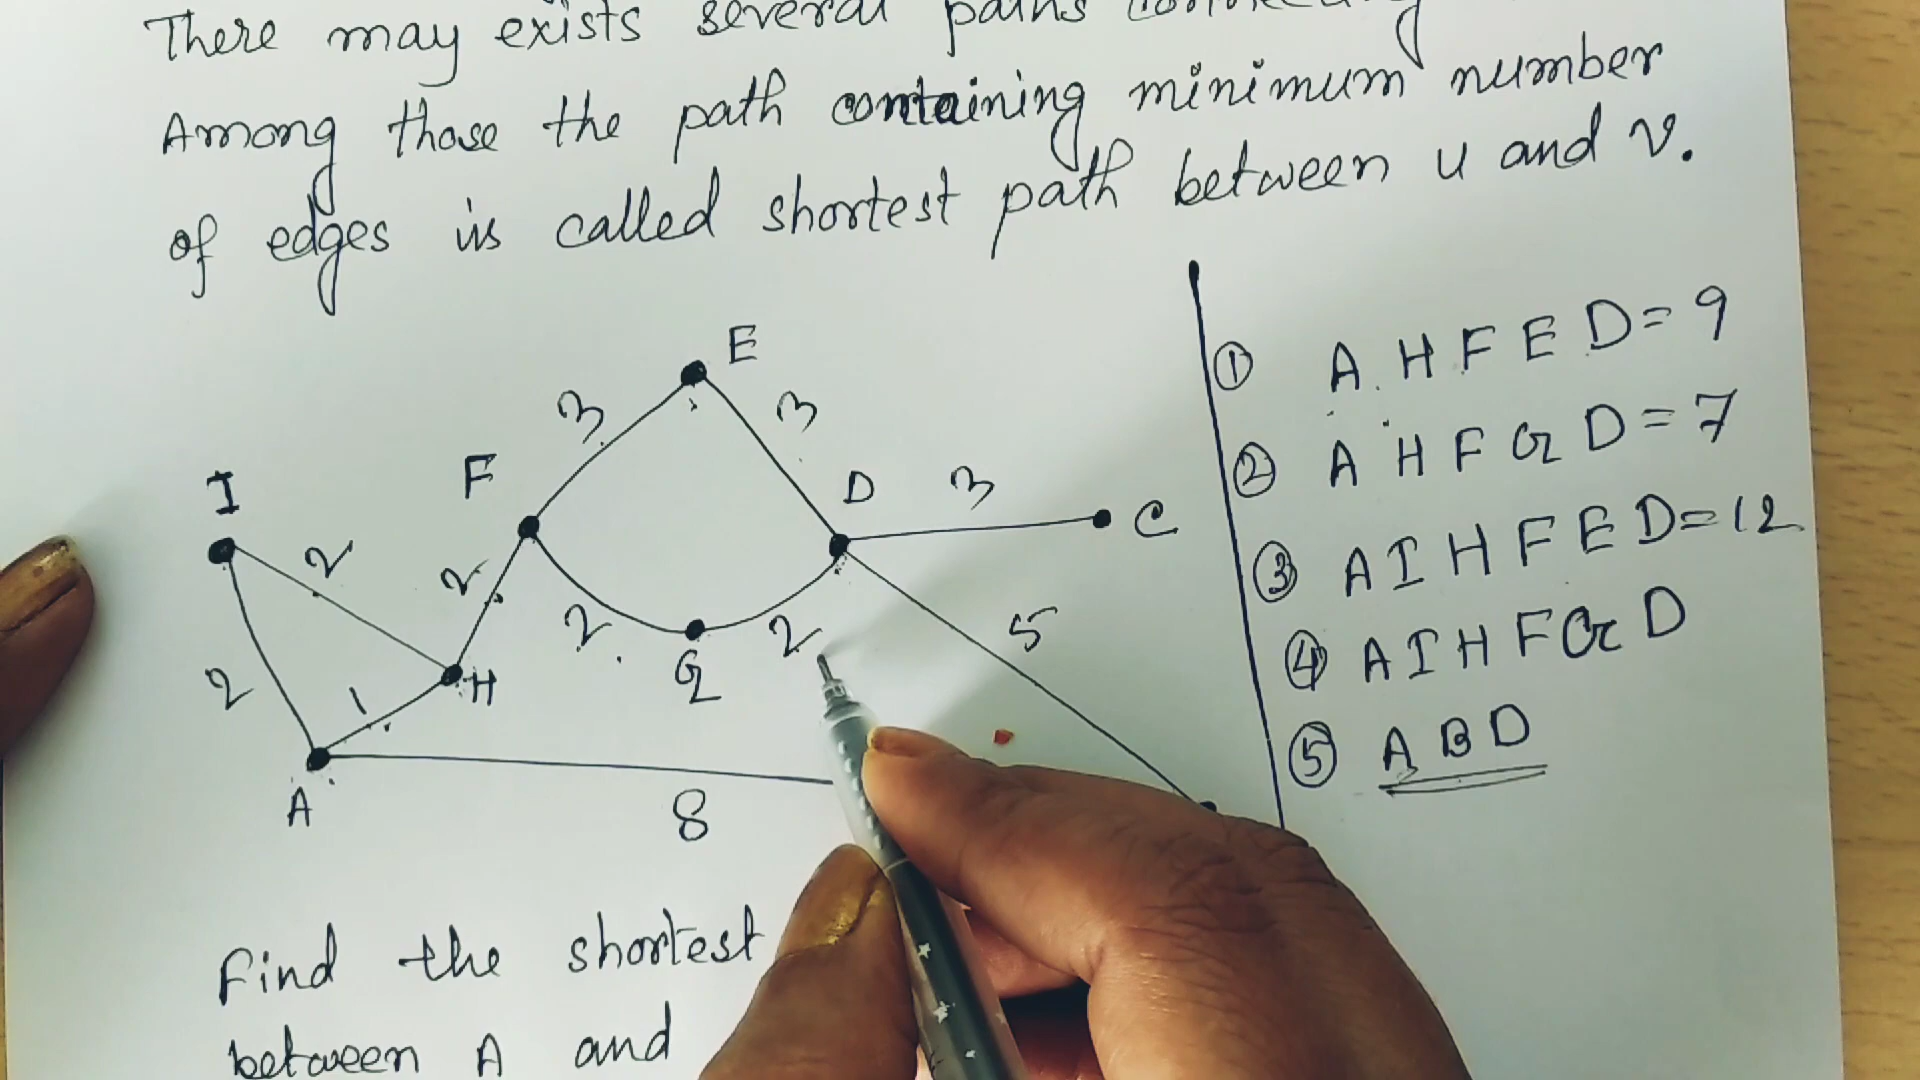 There may exists several paths
Among those the path containing minimum number
of edges is called shortest path between u and v.
E
3
3
I
F
D
3
C
2
2
2
2
G
5
2
1
H
A
8
① A H F E D = 9
② A H F G D = 7
③ A I H F E D = 12
④ A I H F G D
⑤ A B D
Find the shortest
between A and